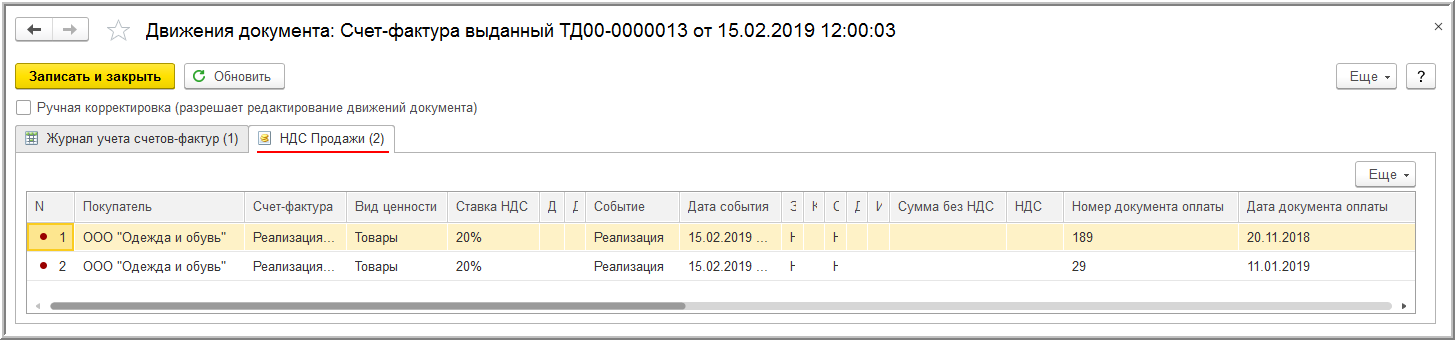 Движения документа: Счет-фактура выданный ТД00-0000013 от 15.02.2019 12:00:03
Записать и закрыть Обновить Еще ?
Ручная корректировка (разрешает редактирование движений документа)
Журнал учета счетов-фактур (1) НДС Продажи (2)
Еще
N Покупатель Счет-фактура Вид ценности Ставка НДС Д Д Событие Дата события З К С Д И Сумма без НДС НДС Номер документа оплаты Дата документа оплаты
1 ООО "Одежда и обувь" Реализация... Товары 20% Реализация 15.02.2019 ... Н Н 189 20.11.2018
2 ООО "Одежда и обувь" Реализация... Товары 20% Реализация 15.02.2019 ... Н Н 29 11.01.2019